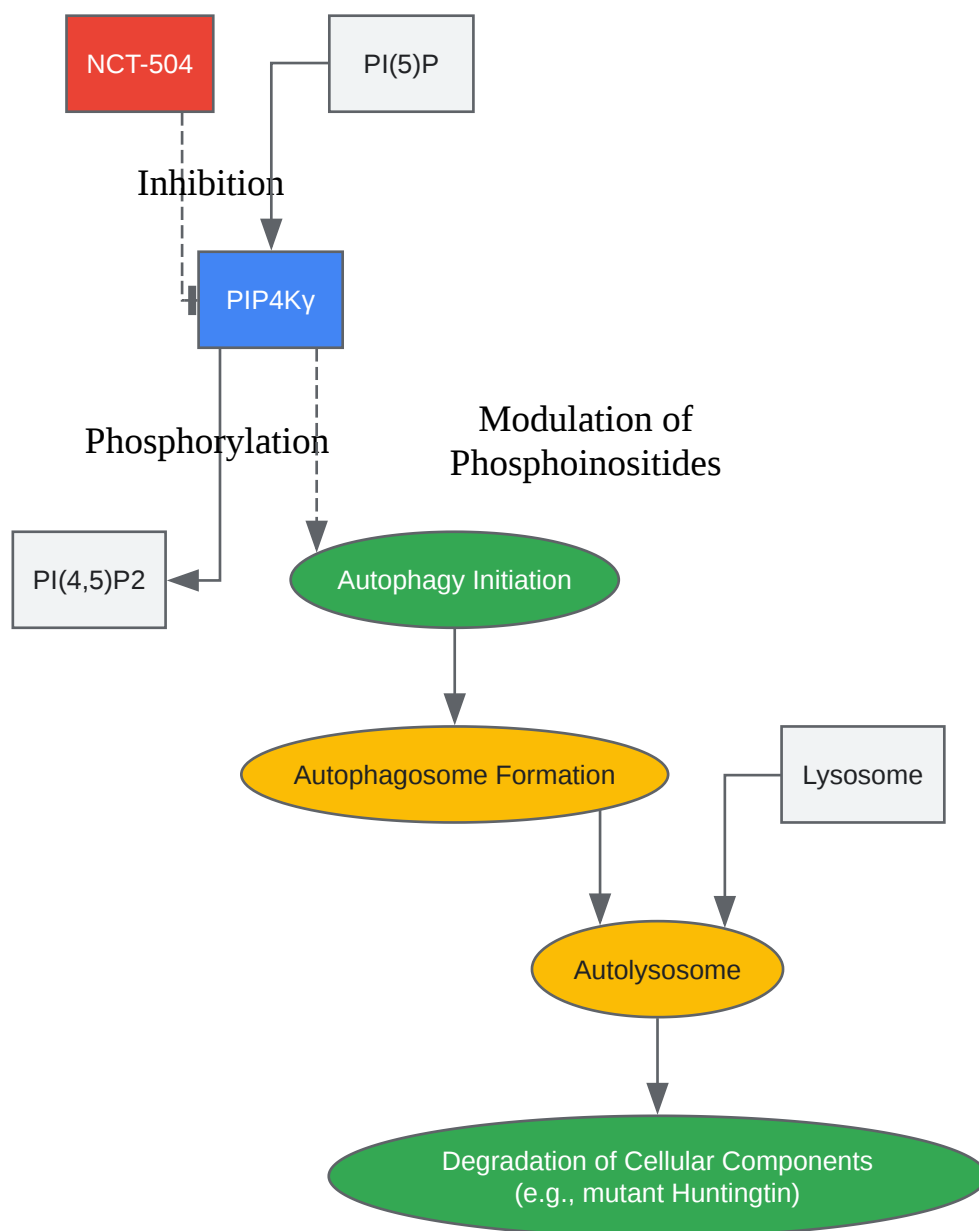 NCT-504
PI(5)P
Inhibition
PIP4Kγ
Phosphorylation
Modulation of
Phosphoinositides
PI(4,5)P2
Autophagy Initiation
Autophagosome Formation
Lysosome
Autolysosome
Degradation of Cellular Components
(e.g., mutant Huntingtin)